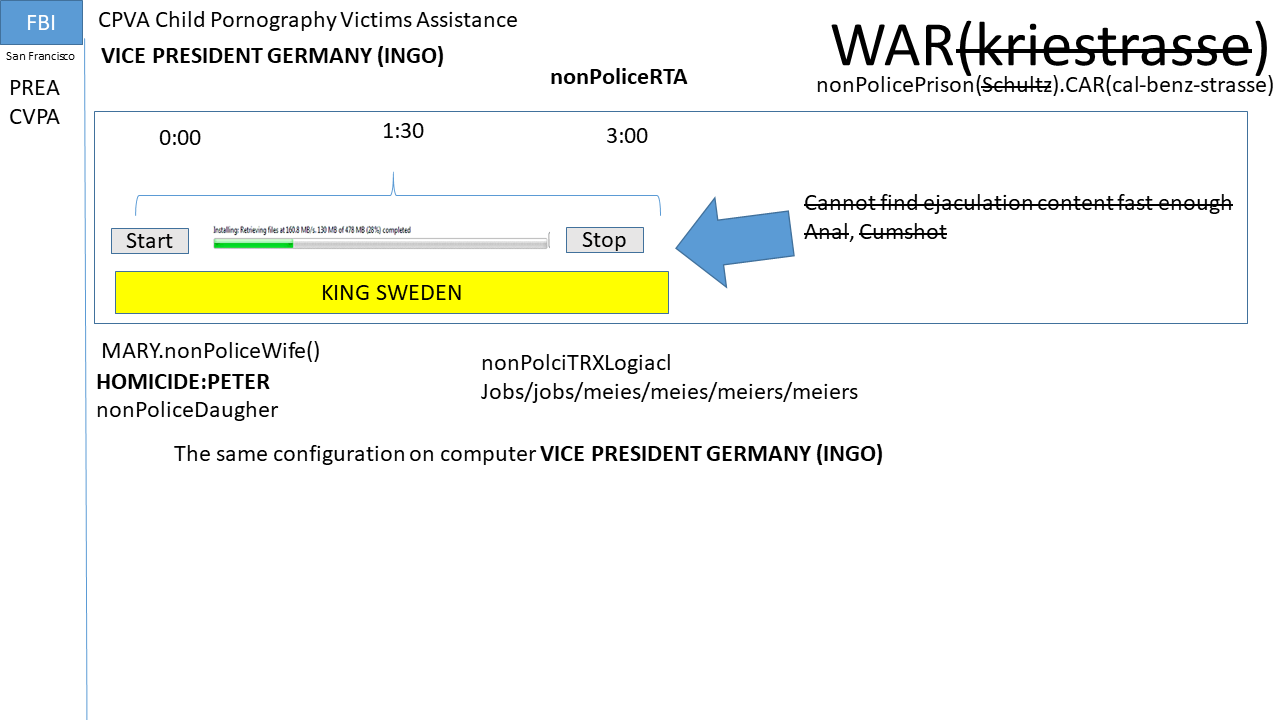 FBI
CPVA Child Pornography Victims Assistance
WAR(kriestrasse)
San Francisco
VICE PRESIDENT GERMANY (INGO)
nonPoliceRTA
nonPolicePrison(Schultz).CAR(cal-benz-strasse)
PREA
CVPA
0:00
1:30
3:00
Cannot find ejaculation content fast enough
Anal, Cumshot
Installing: Retrieving files at 160.8 MB/s. 130 MB of 478 MB (28%) completed
Start
Stop
KING SWEDEN
MARY.nonPoliceWife()
HOMICIDE:PETER
nonPoliceDaugher
nonPolciTRXLogiacl
Jobs/jobs/meies/meies/meiers/meiers
The same configuration on computer VICE PRESIDENT GERMANY (INGO)